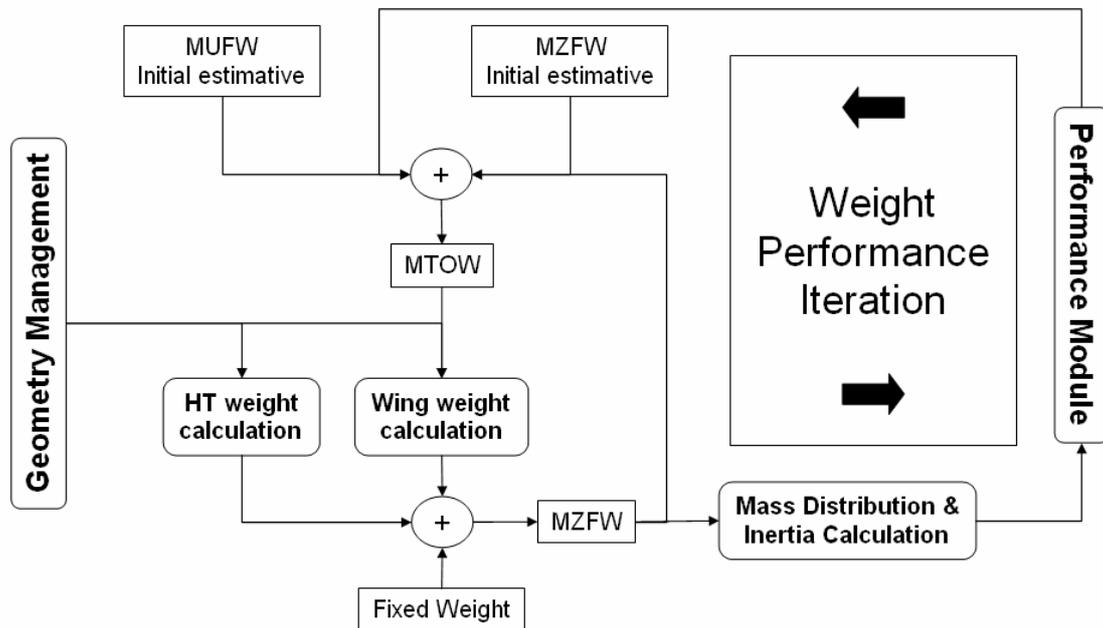 MUFW
Initial estimative
MZFW
Initial estimative
Geometry Management
+
MTOW
HT weight
calculation
Wing weight
calculation
+
MZFW
Fixed Weight
Mass Distribution &
Inertia Calculation
Weight
Performance
Iteration
Performance Module